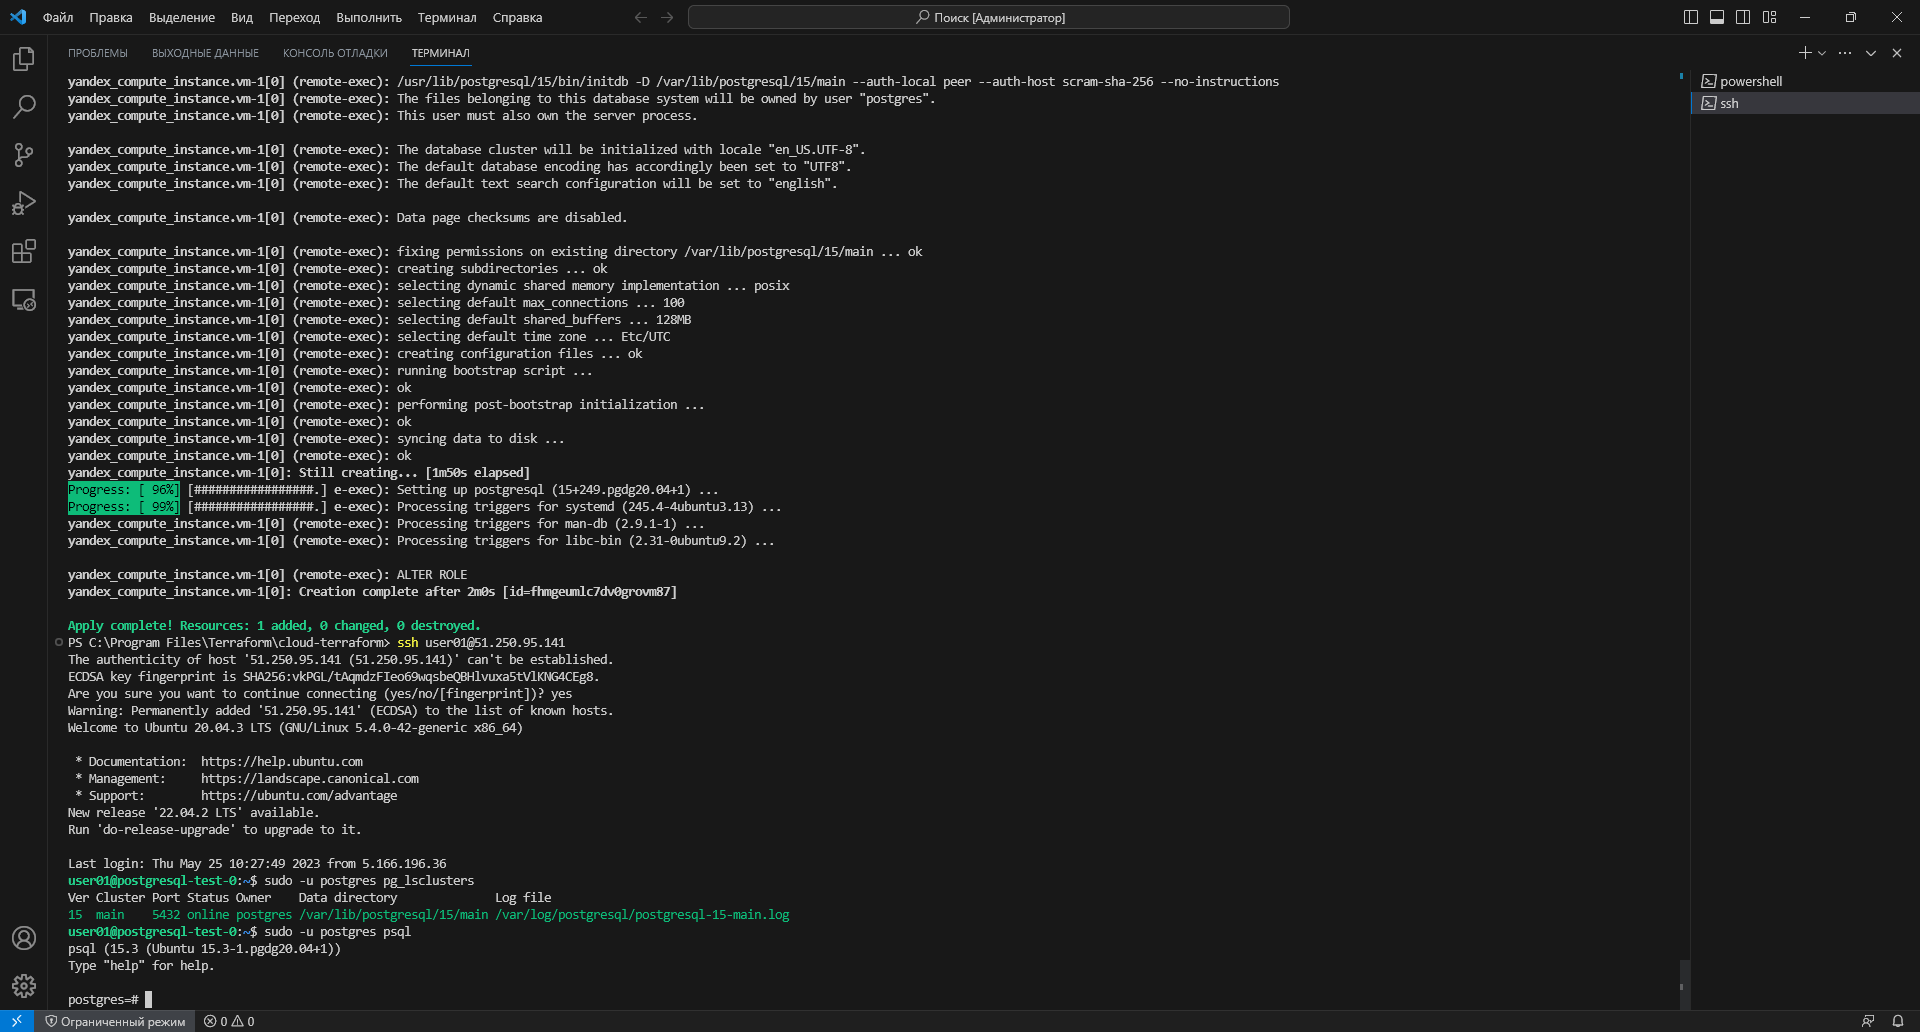 Файл Правка Выделение Вид Переход Выполнить Терминал Справка
Поиск [Администратор]
ПРОБЛЕМЫ ВЫХОДНЫЕ ДАННЫЕ КОНСОЛЬ ОТЛАДКИ ТЕРМИНАЛ
yandex_compute_instance.vm-1[0] (remote-exec): /usr/lib/postgresql/15/bin/initdb -D /var/lib/postgresql/15/main --auth-local peer --auth-host scram-sha-256 --no-instructions
yandex_compute_instance.vm-1[0] (remote-exec): The files belonging to this database system will be owned by user "postgres".
yandex_compute_instance.vm-1[0] (remote-exec): This user must also own the server process.
yandex_compute_instance.vm-1[0] (remote-exec): The database cluster will be initialized with locale "en_US.UTF-8".
yandex_compute_instance.vm-1[0] (remote-exec): The default database encoding has accordingly been set to "UTF8".
yandex_compute_instance.vm-1[0] (remote-exec): The default text search configuration will be set to "english".
yandex_compute_instance.vm-1[0] (remote-exec): Data page checksums are disabled.
yandex_compute_instance.vm-1[0] (remote-exec): fixing permissions on existing directory /var/lib/postgresql/15/main ... ok
yandex_compute_instance.vm-1[0] (remote-exec): creating subdirectories ... ok
yandex_compute_instance.vm-1[0] (remote-exec): selecting dynamic shared memory implementation ... posix
yandex_compute_instance.vm-1[0] (remote-exec): selecting default max_connections ... 100
yandex_compute_instance.vm-1[0] (remote-exec): selecting default shared_buffers ... 128MB
yandex_compute_instance.vm-1[0] (remote-exec): selecting default time zone ... Etc/UTC
yandex_compute_instance.vm-1[0] (remote-exec): creating configuration files ... ok
yandex_compute_instance.vm-1[0] (remote-exec): running bootstrap script ...
yandex_compute_instance.vm-1[0] (remote-exec): ok
yandex_compute_instance.vm-1[0] (remote-exec): performing post-bootstrap initialization ...
yandex_compute_instance.vm-1[0] (remote-exec): ok
yandex_compute_instance.vm-1[0] (remote-exec): syncing data to disk ...
yandex_compute_instance.vm-1[0] (remote-exec): ok
yandex_compute_instance.vm-1[0]: Still creating... [1m50s elapsed]
Progress: [ 96%] [#################.] e-exec): Setting up postgresql (15+249.pgdg20.04+1) ...
Progress: [ 99%] [#################.] e-exec): Processing triggers for systemd (245.4-4ubuntu3.13) ...
yandex_compute_instance.vm-1[0] (remote-exec): Processing triggers for man-db (2.9.1-1) ...
yandex_compute_instance.vm-1[0] (remote-exec): Processing triggers for libc-bin (2.31-0ubuntu9.2) ...
yandex_compute_instance.vm-1[0] (remote-exec): ALTER ROLE
yandex_compute_instance.vm-1[0]: Creation complete after 2m0s [id=fhmgeumlc7dv0grovm87]
Apply complete! Resources: 1 added, 0 changed, 0 destroyed.
PS C:\Program Files\Terraform\cloud-terraform> ssh user01@51.250.95.141
The authenticity of host '51.250.95.141 (51.250.95.141)' can't be established.
ECDSA key fingerprint is SHA256:vkPGL/tAqmdzFIeo69wqsbeQBHlvuxa5tVlKNG4CEg8.
Are you sure you want to continue connecting (yes/no/[fingerprint])? yes
Warning: Permanently added '51.250.95.141' (ECDSA) to the list of known hosts.
Welcome to Ubuntu 20.04.3 LTS (GNU/Linux 5.4.0-42-generic x86_64)
* Documentation: https://help.ubuntu.com
* Management: https://landscape.canonical.com
* Support: https://ubuntu.com/advantage
New release '22.04.2 LTS' available.
Run 'do-release-upgrade' to upgrade to it.
Last login: Thu May 25 10:27:49 2023 from 5.166.196.36
user01@postgresql-test-0:~$ sudo -u postgres pg_lsclusters
Ver Cluster Port Status Owner Data directory Log file
15 main 5432 online postgres /var/lib/postgresql/15/main /var/log/postgresql/postgresql-15-main.log
user01@postgresql-test-0:~$ sudo -u postgres psql
psql (15.3 (Ubuntu 15.3-1.pgdg20.04+1))
Type "help" for help.
postgres=#
powershell
ssh
Ограниченный режим 0 0